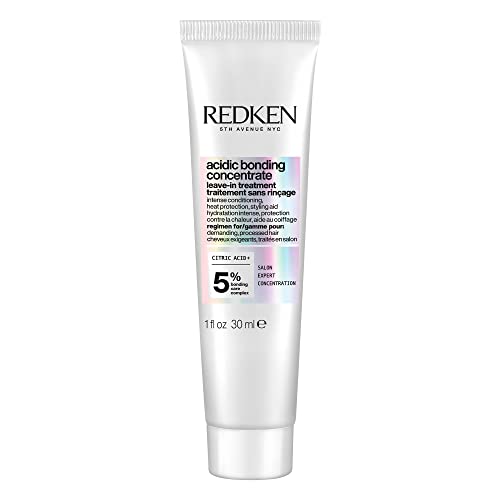 REDKEN
5TH AVENUE NYC
acidic bonding
concentrate
leave-in treatment
traitement sans rinçage
intense conditioning,
heat protection, styling aid
hydratation intense, protection
contre la chaleur, aide au coiffage
regimen for/gamme pour:
demanding, processed hair
cheveux exigeants, traités en salon
CITRIC ACID+
5%
bonding
care
complex
SALON
EXPERT
CONCENTRATION
1 fl oz 30 ml ℮